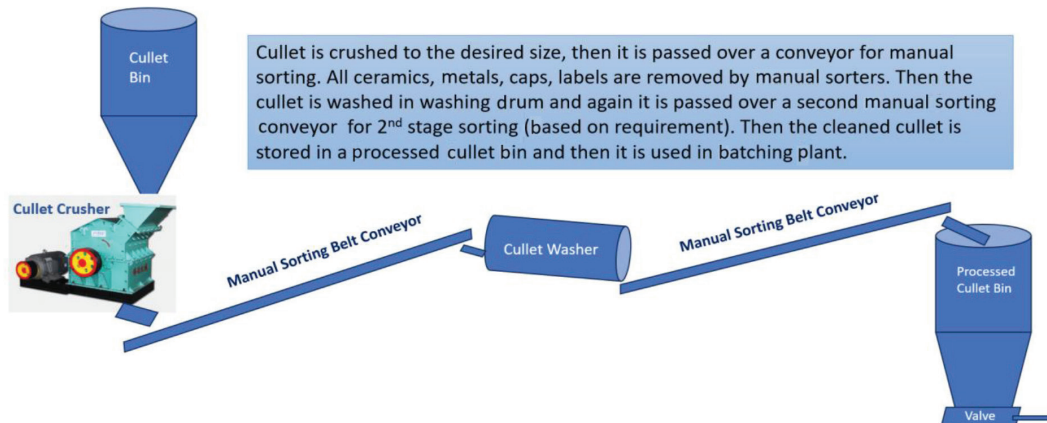 Cullet
Bin
Cullet is crushed to the desired size, then it is passed over a conveyor for manual
sorting. All ceramics, metals, caps, labels are removed by manual sorters. Then the
cullet is washed in washing drum and again it is passed over a second manual sorting
conveyor for 2nd stage sorting (based on requirement). Then the cleaned cullet is
stored in a processed cullet bin and then it is used in batching plant.
Cullet Crusher
Manual Sorting Belt Conveyor
Cullet Washer
Manual Sorting Belt Conveyor
Processed
Cullet Bin
Valve